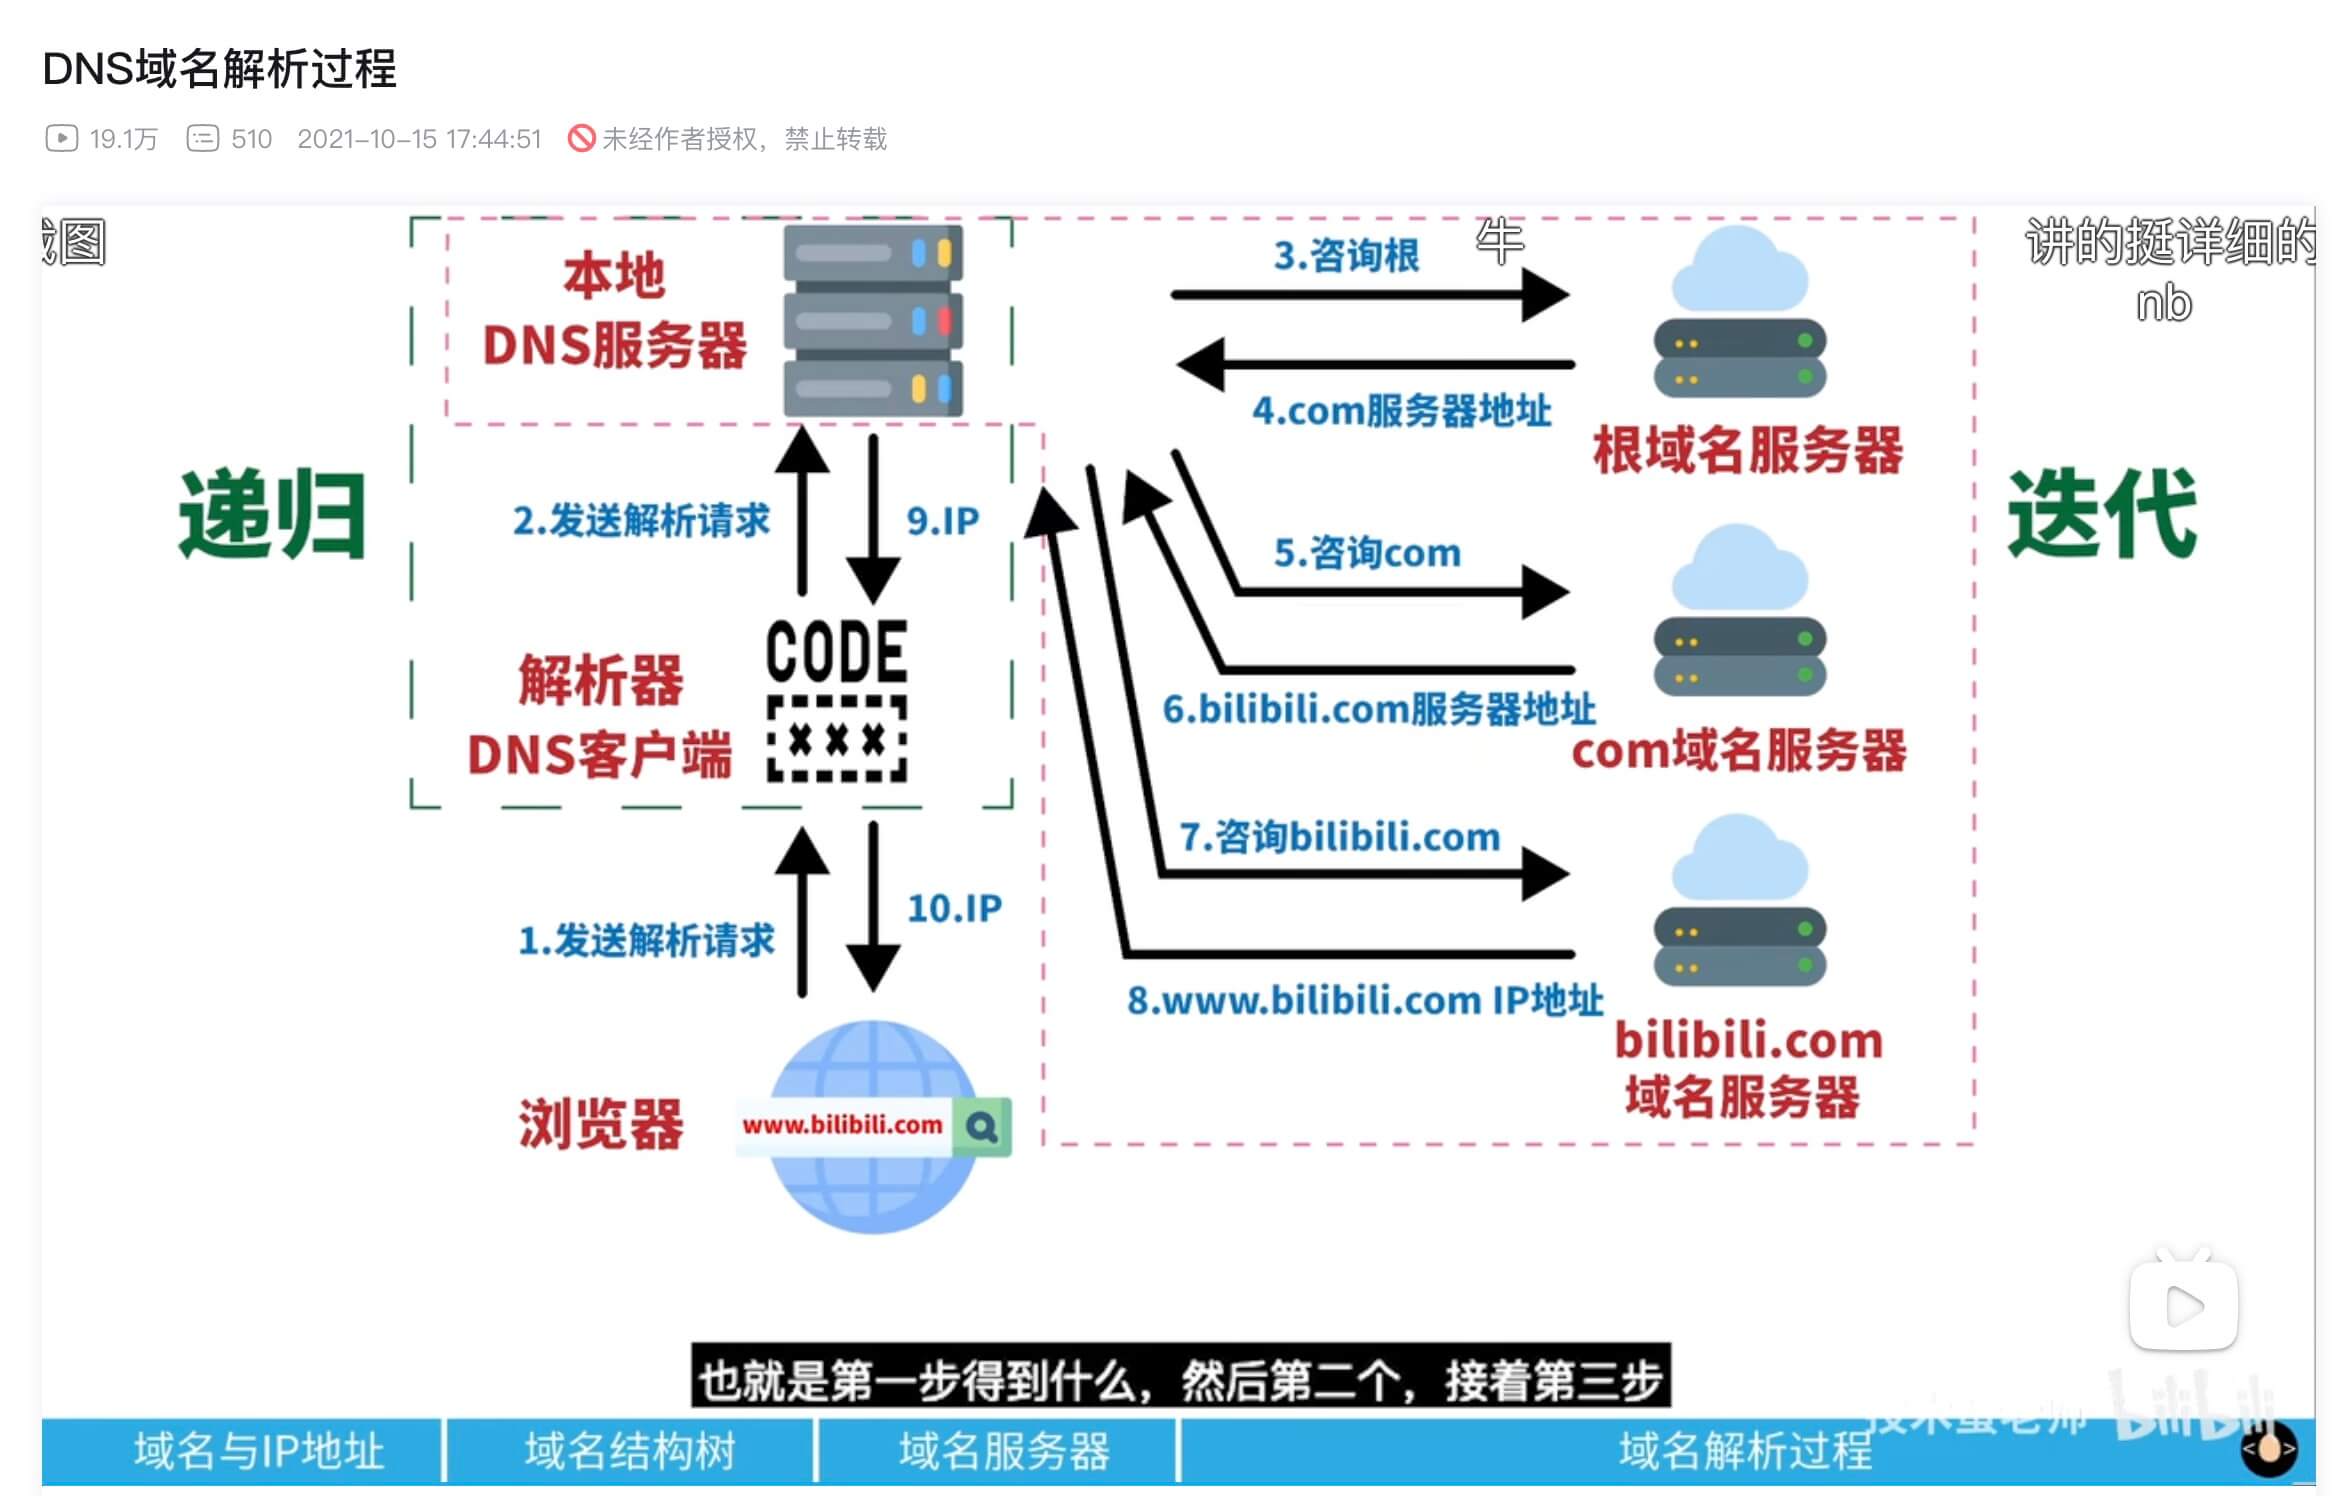 DNS域名解析过程
19.1万 510 2021-10-15 17:44:51 未经作者授权，禁止转载
图
牛
讲的挺详细的
nb
本地
DNS服务器
3.咨询根
4.com服务器地址
根域名服务器
递归
迭代
2.发送解析请求
9.IP
5.咨询com
CODE
解析器
DNS客户端
6.bilibili.com服务器地址
com域名服务器
7.咨询bilibili.com
1.发送解析请求
10.IP
8.www.bilibili.com IP地址
bilibili.com
域名服务器
浏览器
www.bilibili.com
也就是第一步得到什么，然后第二个，接着第三步
bilibili
域名与IP地址
域名结构树
域名服务器
域名解析过程